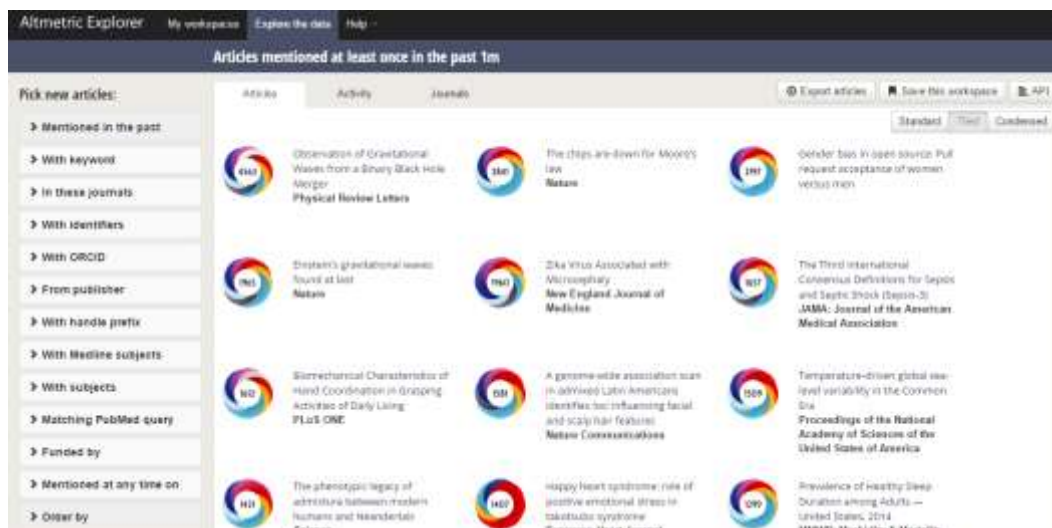 Altmetric Explorer My workspaces Explore the data Help
Articles mentioned at least once in the past 1m
Pick new articles:
Articles Activity Journals
Export articles Save this workspace API
Standard Tiled Condensed
Mentioned in the past
With keyword
In these journals
With identifiers
With ORCID
From publisher
With handle prefix
With Medline subjects
With subjects
Matching PubMed query
Funded by
Mentioned at any time on
Order by
Observation of Gravitational
Waves from a Binary Black Hole
Merger
Physical Review Letters
The chips are down for Moore's
law
Nature
Gender bias in open source: Pull
request acceptance of women
versus men
Einstein's gravitational waves
found at last
Nature
Zika Virus Associated with
Microcephaly
New England Journal of
Medicine
1657
The Third International
Consensus Definitions for Sepsis
and Septic Shock (Sepsis-3)
JAMA: Journal of the American
Medical Association
1612
Biomechanical Characteristics of
Hand Coordination in Grasping
Activities of Daily Living
PLoS ONE
A genome-wide association scan
in admixed Latin Americans
identifies loci influencing facial
and scalp hair features
Nature Communications
1509
Temperature-driven global sea-
level variability in the Common
Era
Proceedings of the National
Academy of Sciences of the
United States of America
1431
The phenotypic legacy of
admixture between modern
humans and Neandertals
1407
Happy heart syndrome: role of
positive emotional stress in
takotsubo syndrome
1299
Prevalence of Healthy Sleep
Duration among Adults —
United States, 2014